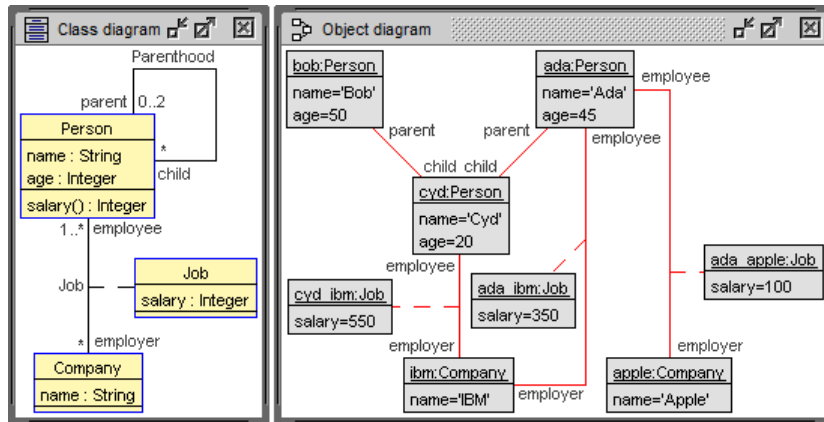 Class diagram
Parenthood
parent 0..2
Person
name : String
age : Integer
salary() : Integer
*
child
1..* employee
Job
Job
salary : Integer
* employer
Company
name : String
Object diagram
bob:Person
name='Bob'
age=50
ada:Person
name='Ada'
age=45
employee
parent
parent
employee
child child
cyd:Person
name='Cyd'
age=20
employee
cyd_ibm:Job
salary=550
ada_ibm:Job
salary=350
ada_apple:Job
salary=100
employer
employer
ibm:Company
name='IBM'
employer
apple:Company
name='Apple'